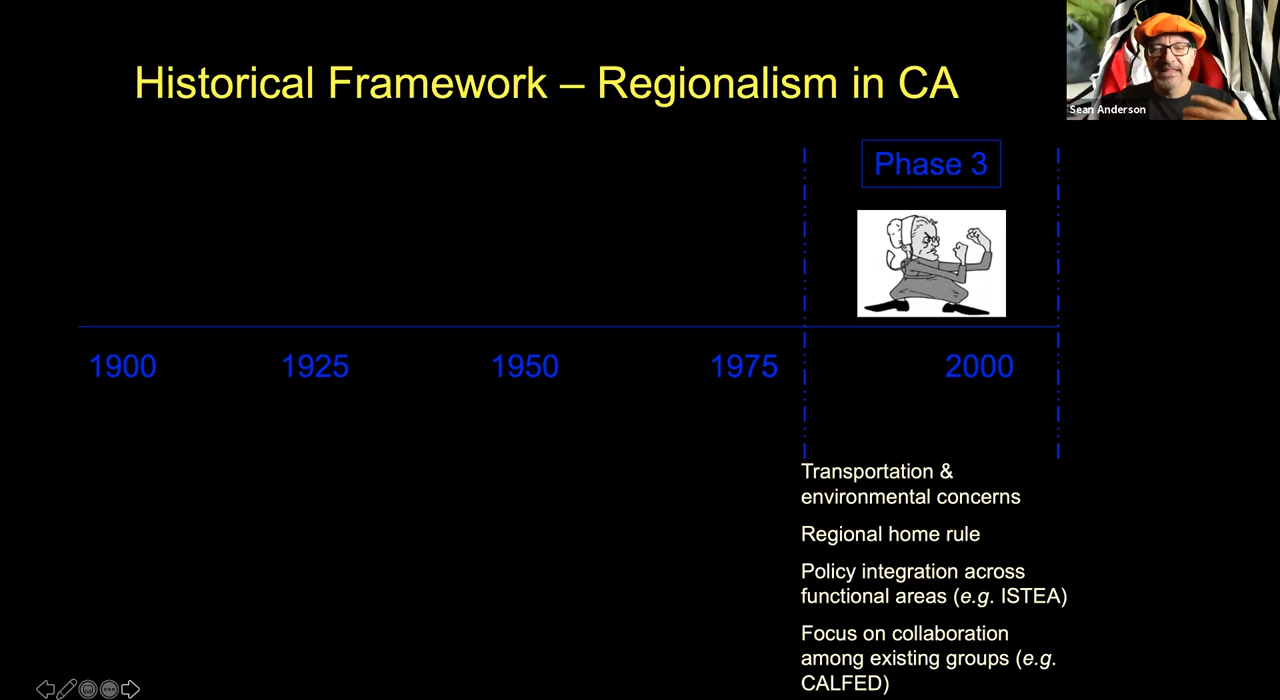 Historical Framework – Regionalism in CA
Sean Anderson
Phase 3
1900 1925 1950 1975 2000
Transportation &
environmental concerns
Regional home rule
Policy integration across
functional areas (e.g. ISTEA)
Focus on collaboration
among existing groups (e.g.
CALFED)